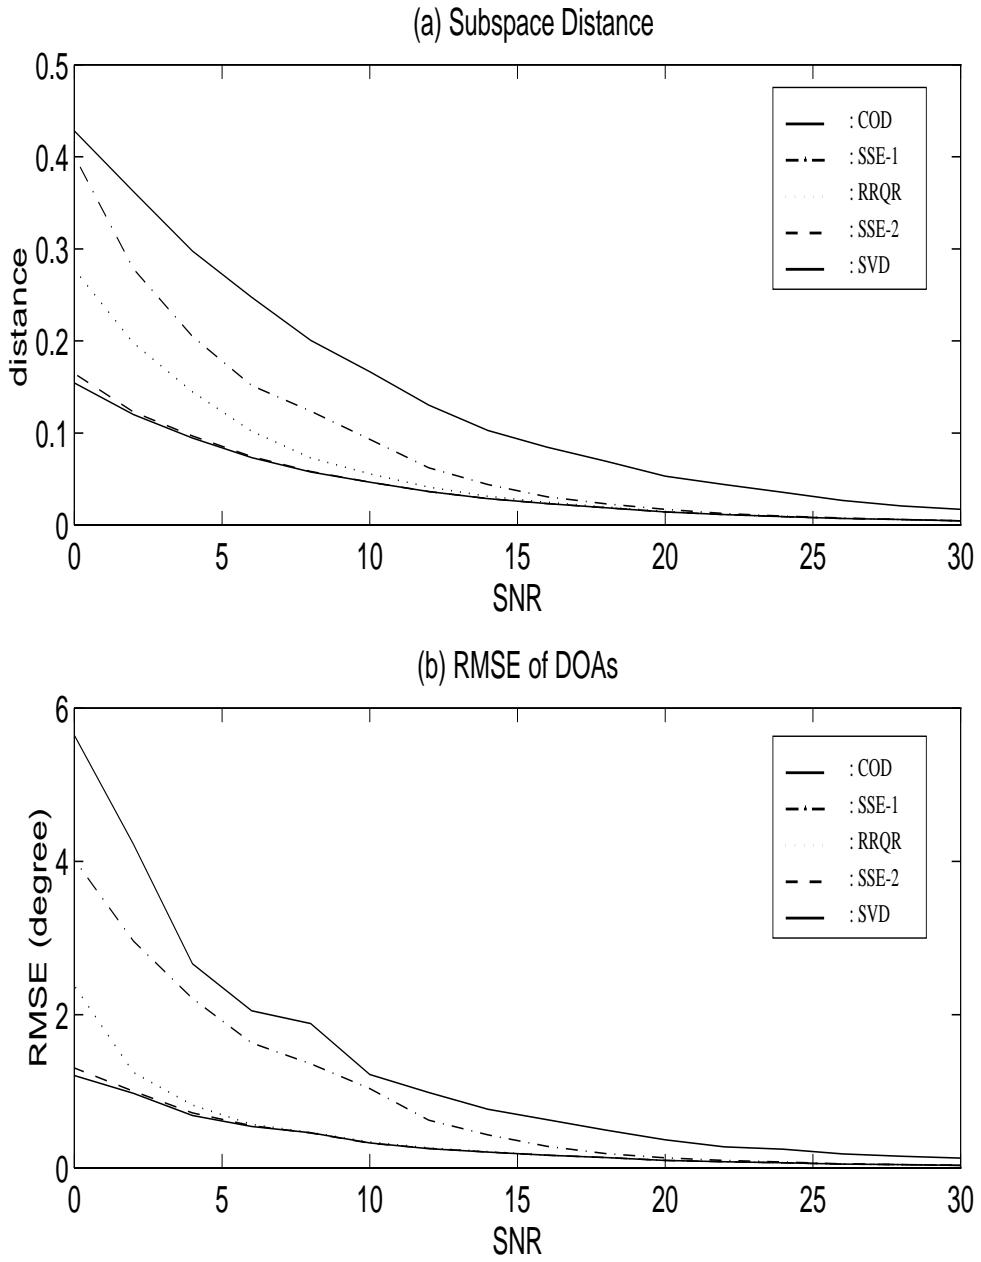 (a) Subspace Distance
0.5
0.4
0.3
0.2
0.1
0
distance
: COD
: SSE-1
: RRQR
: SSE-2
: SVD
0 5 10 15 20 25 30
SNR
(b) RMSE of DOAs
6
4
2
0
RMSE (degree)
: COD
: SSE-1
: RRQR
: SSE-2
: SVD
0 5 10 15 20 25 30
SNR